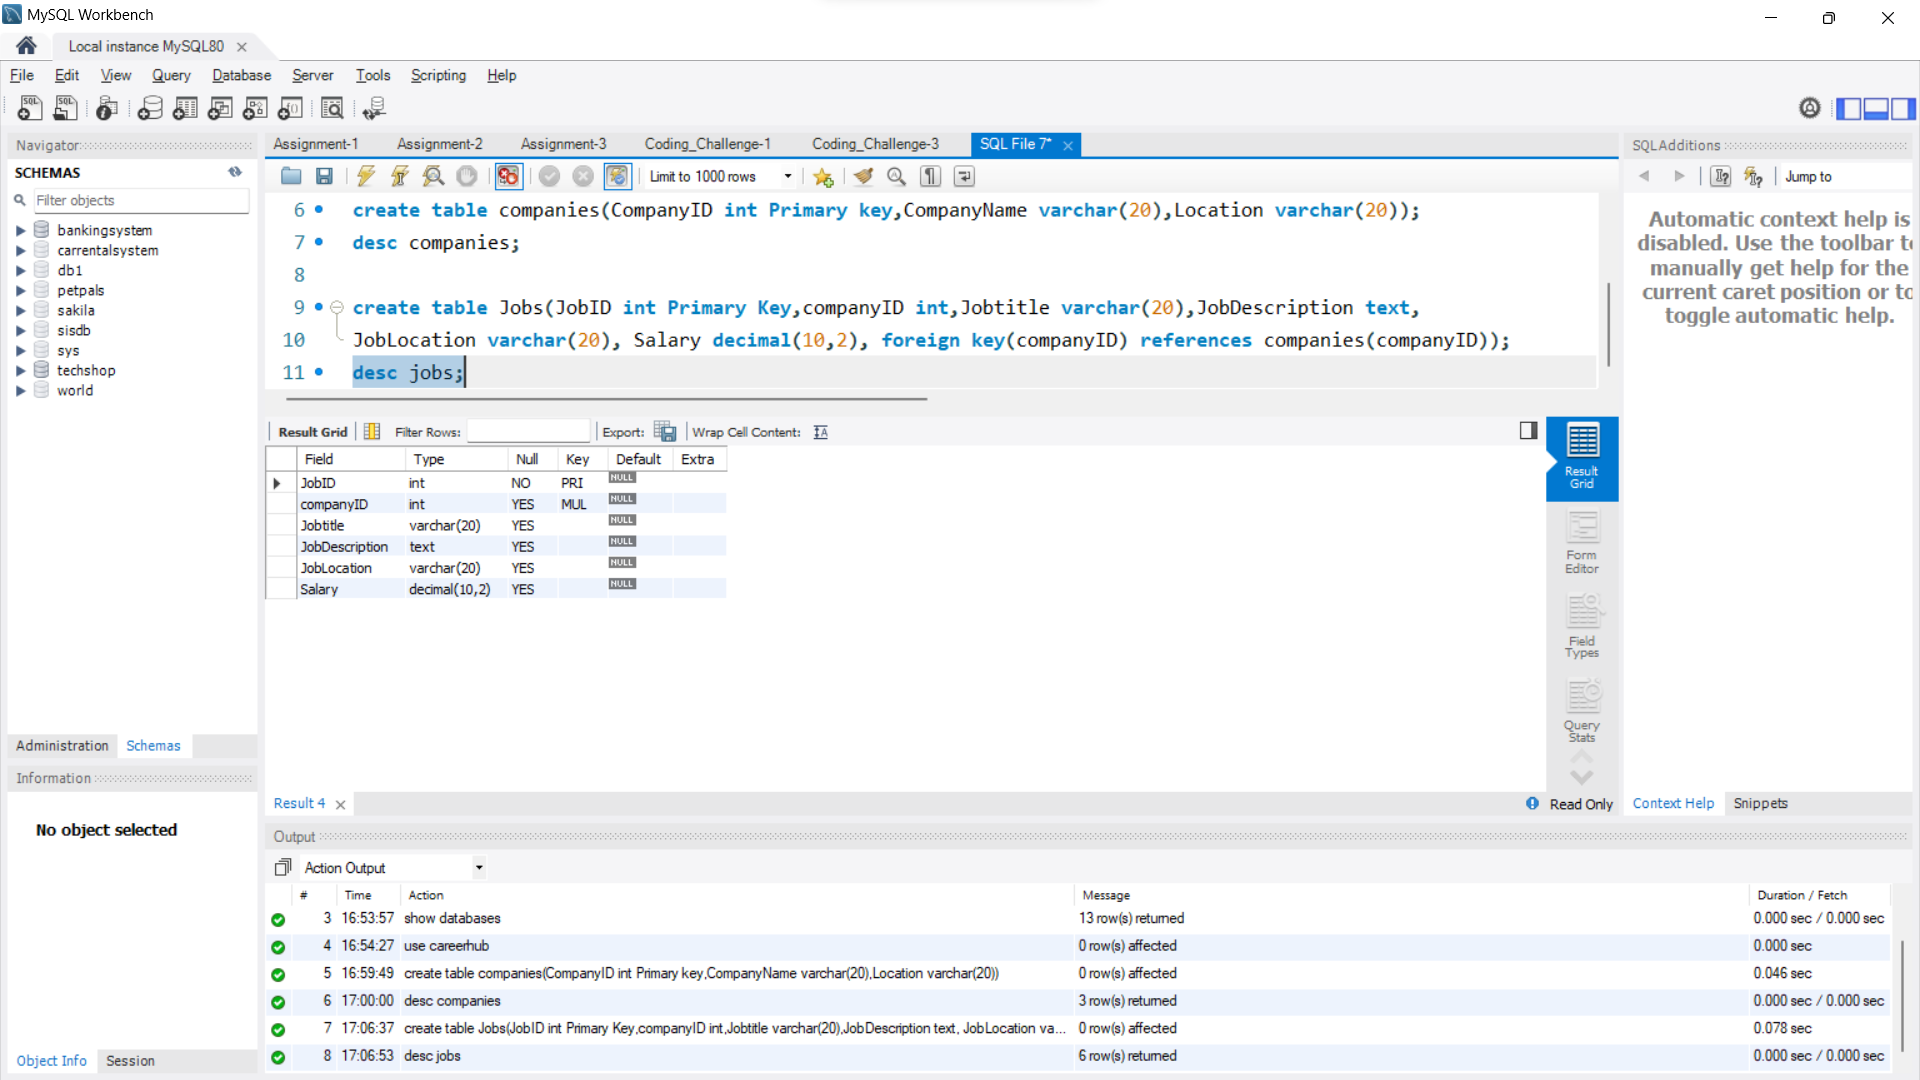 MySQL Workbench
Local instance MySQL80
File Edit View Query Database Server Tools Scripting Help
Navigator
SCHEMAS
Filter objects
bankingsystem
carrentalsystem
db1
petpals
sakila
sisdb
sys
techshop
world
Administration Schemas
Information
No object selected
Object Info Session
Assignment-1 Assignment-2 Assignment-3 Coding_Challenge-1 Coding_Challenge-3 SQL File 7*
Limit to 1000 rows
6 create table companies(CompanyID int Primary key,CompanyName varchar(20),Location varchar(20));
7 desc companies;
8
9 create table Jobs(JobID int Primary Key,companyID int,Jobtitle varchar(20),JobDescription text,
10 JobLocation varchar(20), Salary decimal(10,2), foreign key(companyID) references companies(companyID));
11 desc jobs;
Result Grid Filter Rows: Export: Wrap Cell Content:
Field Type Null Key Default Extra
JobID int NO PRI NULL
companyID int YES MUL NULL
Jobtitle varchar(20) YES NULL
JobDescription text YES NULL
JobLocation varchar(20) YES NULL
Salary decimal(10,2) YES NULL
Result
Grid
Form
Editor
Field
Types
Query
Stats
Result 4
Read Only
SQLAdditions
Jump to
Automatic context help is
disabled. Use the toolbar to
manually get help for the
current caret position or to
toggle automatic help.
Context Help Snippets
Output
Action Output
# Time Action Message Duration / Fetch
3 16:53:57 show databases 13 row(s) returned 0.000 sec / 0.000 sec
4 16:54:27 use careerhub 0 row(s) affected 0.000 sec
5 16:59:49 create table companies(CompanyID int Primary key,CompanyName varchar(20),Location varchar(20)) 0 row(s) affected 0.046 sec
6 17:00:00 desc companies 3 row(s) returned 0.000 sec / 0.000 sec
7 17:06:37 create table Jobs(JobID int Primary Key,companyID int,Jobtitle varchar(20),JobDescription text, JobLocation va... 0 row(s) affected 0.078 sec
8 17:06:53 desc jobs 6 row(s) returned 0.000 sec / 0.000 sec